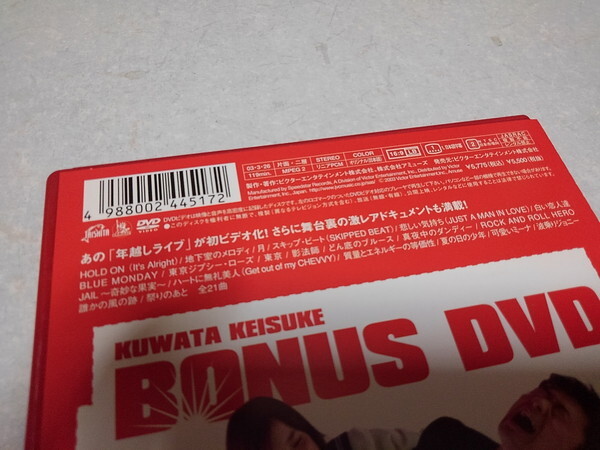 03・3・26 片面・二層 STEREO COLOR 16:9 LB
119min. MPEG 2 リニアPCM オリジナル日本語
製作・著作:ビクターエンタテインメント株式会社/株式会社アミューズ 発売元:ビクターエンタテインメント株式会社
¥5,775(税込) ¥5,500(税抜)
4 988002 445172
DVD VIDEO
あの「年越しライブ」が初ビデオ化! さらに舞台裏の激レアドキュメントも満載!
HOLD ON (It's Alright) / 地下室のメロディ / 月 / スキップ・ビート (SKIPPED BEAT) / 悲しい気持ち (JUST A MAN IN LOVE) / 白い恋人達
BLUE MONDAY / 東京ジプシー・ローズ / 東京 / 影法師 / どん底のブルース / 真夜中のダンディー / ROCK AND ROLL HERO
JAIL 〜奇妙な果実〜 / ハートに無礼美人 (Get out of my CHEVVY) / 質量とエネルギーの等価性 / 夏の日の少年 / 可愛いミーナ / 波乗りジョニー
誰かの風の跡 / 祭りのあと 全21曲
KUWATA KEISUKE
BONUS DVD